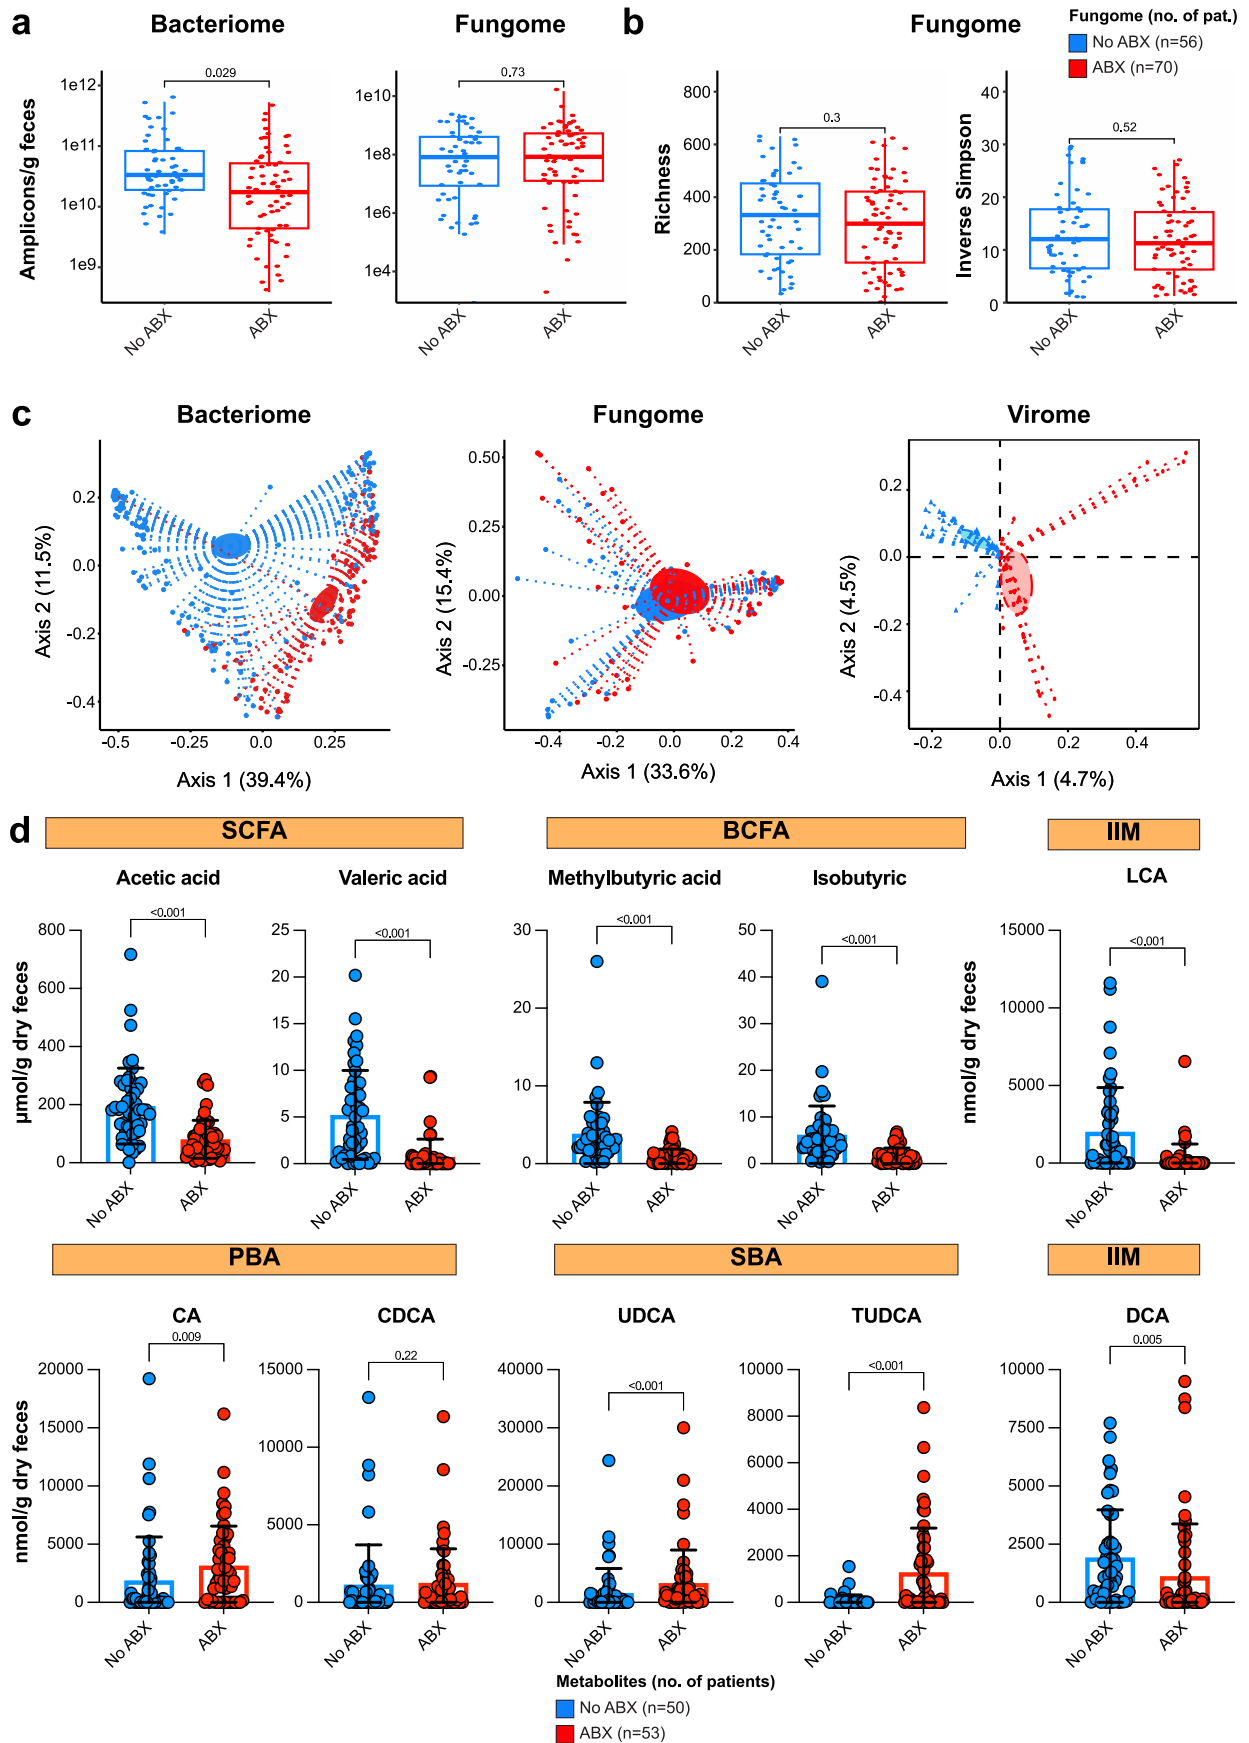 a
Bacteriome
Fungome
b
Fungome
Fungome (no. of pat.)
No ABX (n=56)
ABX (n=70)
Amplicons/g feces
1e12
1e11
1e10
1e9
0.029
No ABX
ABX
1e10
1e8
1e6
1e4
0.73
No ABX
ABX
Richness
800
600
400
200
0
0.3
No ABX
ABX
Inverse Simpson
40
30
20
10
0
0.52
No ABX
ABX
c
Bacteriome
Fungome
Virome
Axis 2 (11.5%)
0.2
0.0
-0.2
-0.4
-0.5
-0.25
0.0
0.25
Axis 1 (39.4%)
Axis 2 (15.4%)
0.50
0.25
0.00
-0.25
-0.4
-0.2
0.0
0.2
0.4
Axis 1 (33.6%)
Axis 2 (4.5%)
0.2
0.0
-0.2
-0.4
-0.2
0.0
0.2
0.4
Axis 1 (4.7%)
d
SCFA
BCFA
IIM
Acetic acid
Valeric acid
Methylbutyric acid
Isobutyric
LCA
µmol/g dry feces
800
600
400
200
0
<0.001
No ABX
ABX
25
20
15
10
5
0
<0.001
No ABX
ABX
30
20
10
0
<0.001
No ABX
ABX
50
40
30
20
10
0
<0.001
No ABX
ABX
nmol/g dry feces
15000
10000
5000
0
<0.001
No ABX
ABX
PBA
SBA
IIM
CA
CDCA
UDCA
TUDCA
DCA
nmol/g dry feces
20000
15000
10000
5000
0
0.009
No ABX
ABX
15000
10000
5000
0
0.22
No ABX
ABX
40000
30000
20000
10000
0
<0.001
No ABX
ABX
10000
8000
6000
4000
2000
0
<0.001
No ABX
ABX
10000
7500
5000
2500
0
0.005
No ABX
ABX
Metabolites (no. of patients)
No ABX (n=50)
ABX (n=53)